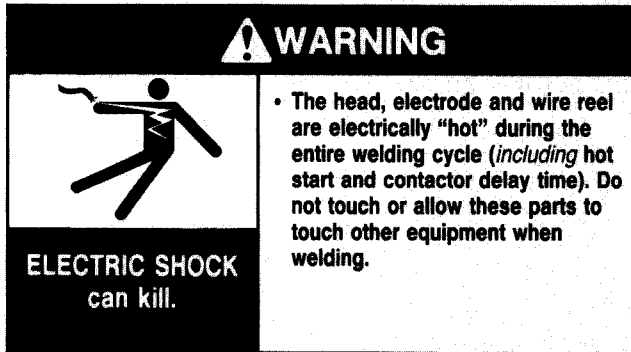 WARNING
ELECTRIC SHOCK
can kill.
• The head, electrode and wire reel
are electrically “hot” during the
entire welding cycle (including hot
start and contactor delay time). Do
not touch or allow these parts to
touch other equipment when
welding.